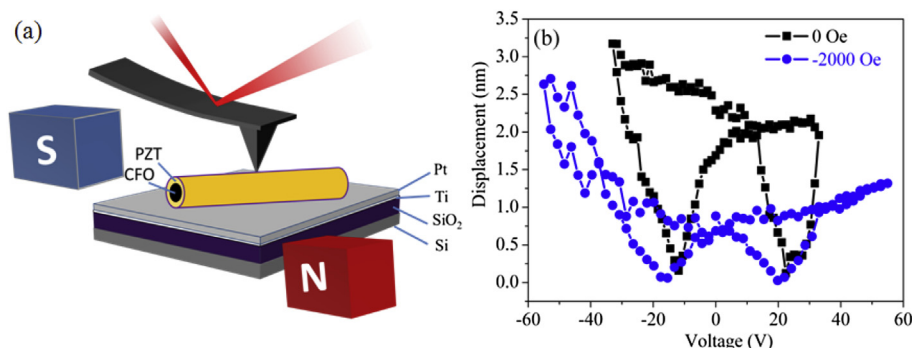 (a)
S
PZT
CFO
Pt
Ti
SiO2
Si
N
(b)
0 Oe
-2000 Oe
Displacement (nm)
3.5
3.0
2.5
2.0
1.5
1.0
0.5
0.0
-60 -40 -20 0 20 40 60
Voltage (V)